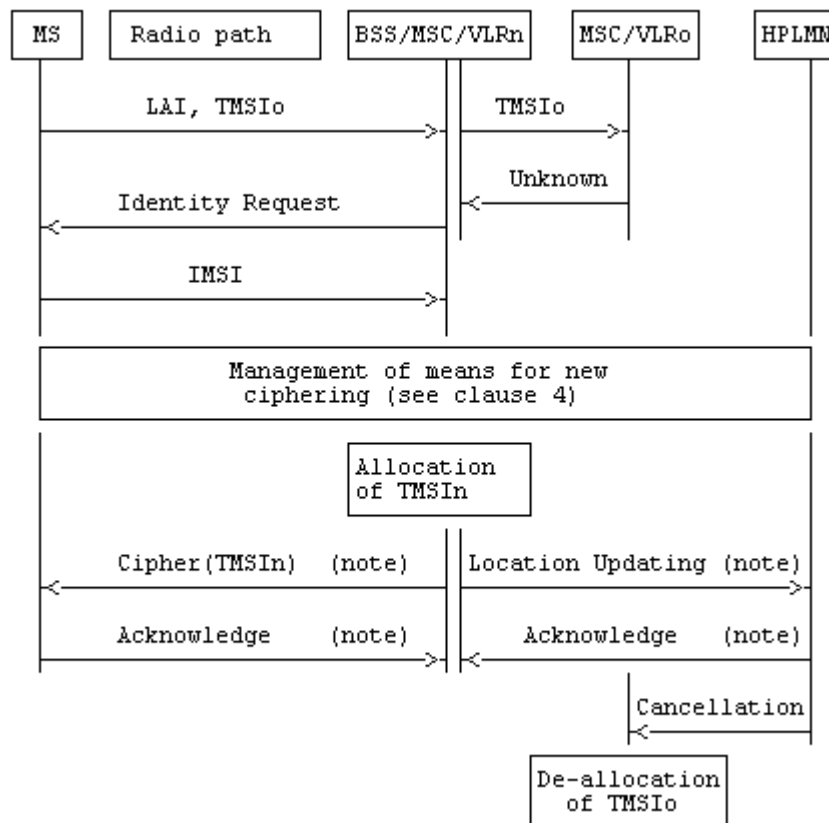 MS Radio path BSS/MSC/VLRn MSC/VLRo HPLMN
LAI, TMSIo TMSIo
Unknown
Identity Request
IMSI
Management of means for new
ciphering (see clause 4)
Allocation
of TMSIn
Cipher(TMSIn) (note) Location Updating (note)
Acknowledge (note) Acknowledge (note)
Cancellation
De-allocation
of TMSIo